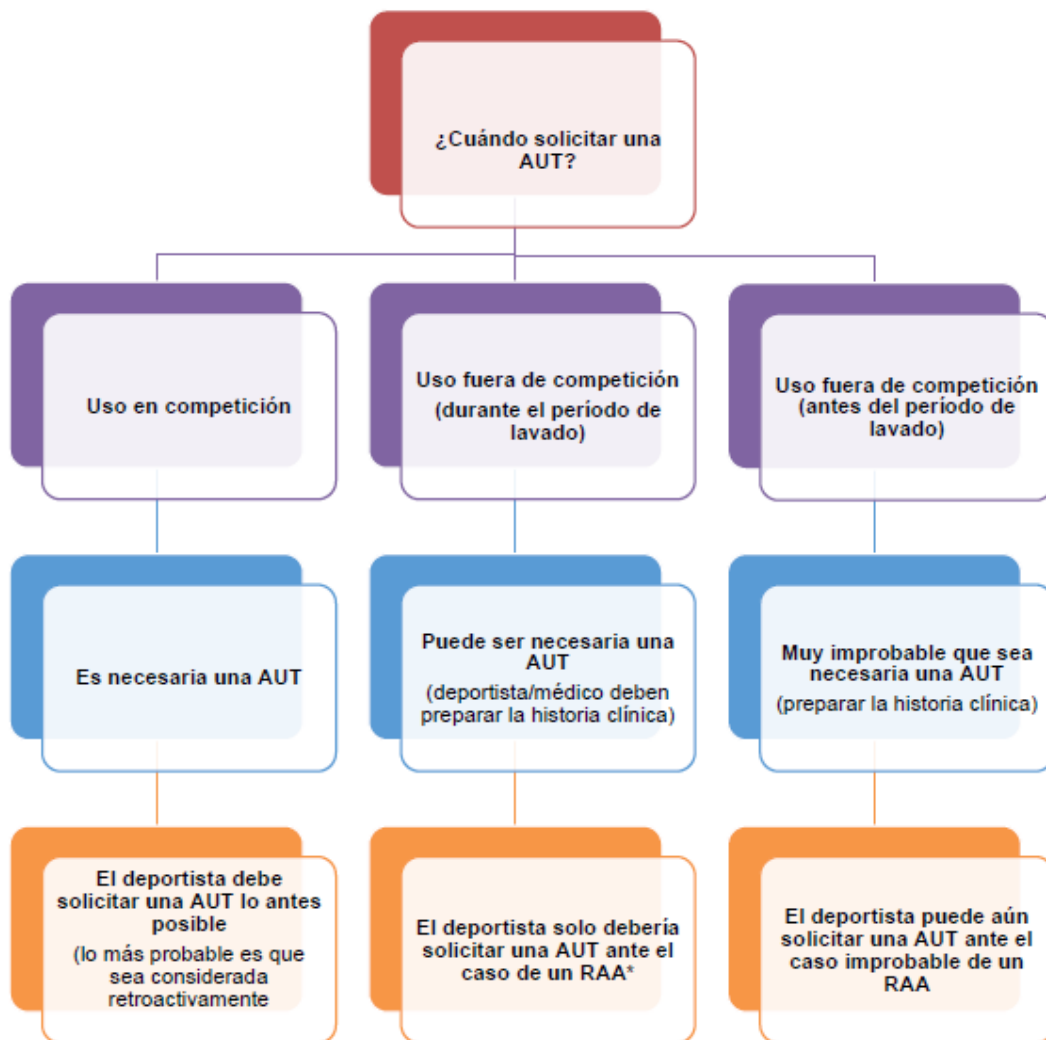 ¿Cuándo solicitar una
AUT?
Uso en competición
Uso fuera de competición
(durante el período de
lavado)
Uso fuera de competición
(antes del período de
lavado)
Es necesaria una AUT
Puede ser necesaria una
AUT
(deportista/médico deben
preparar la historia clínica)
Muy improbable que sea
necesaria una AUT
(preparar la historia clínica)
El deportista debe
solicitar una AUT lo antes
posible
(lo más probable es que
sea considerada
retroactivamente
El deportista solo debería
solicitar una AUT ante el
caso de un RAA*
El deportista puede aún
solicitar una AUT ante el
caso improbable de un
RAA